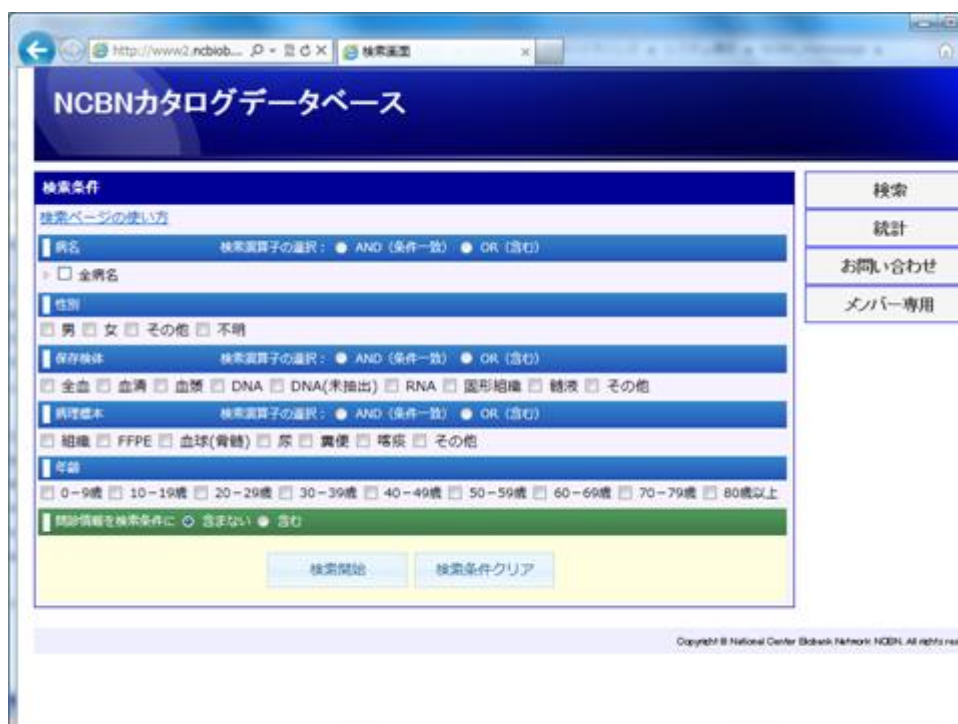 http://www2.ncbiob...
検索画面
NCBNカタログデータベース
検索条件
検索ページの使い方
病名 検索演算子の選択： AND（条件一致） OR（含む）
全病名
性別
男 女 その他 不明
保存検体 検索演算子の選択： AND（条件一致） OR（含む）
全血 血清 血漿 DNA DNA(未抽出) RNA 固形組織 髄液 その他
病理標本 検索演算子の選択： AND（条件一致） OR（含む）
組織 FFPE 血球(骨髄) 尿 糞便 喀痰 その他
年齢
0－9歳 10－19歳 20－29歳 30－39歳 40－49歳 50－59歳 60－69歳 70－79歳 80歳以上
問診情報を検索条件に 含まない 含む
検索開始 検索条件クリア
検索
統計
お問い合わせ
メンバー専用
Copyright © National Center Biobank Network NCBN. All rights res